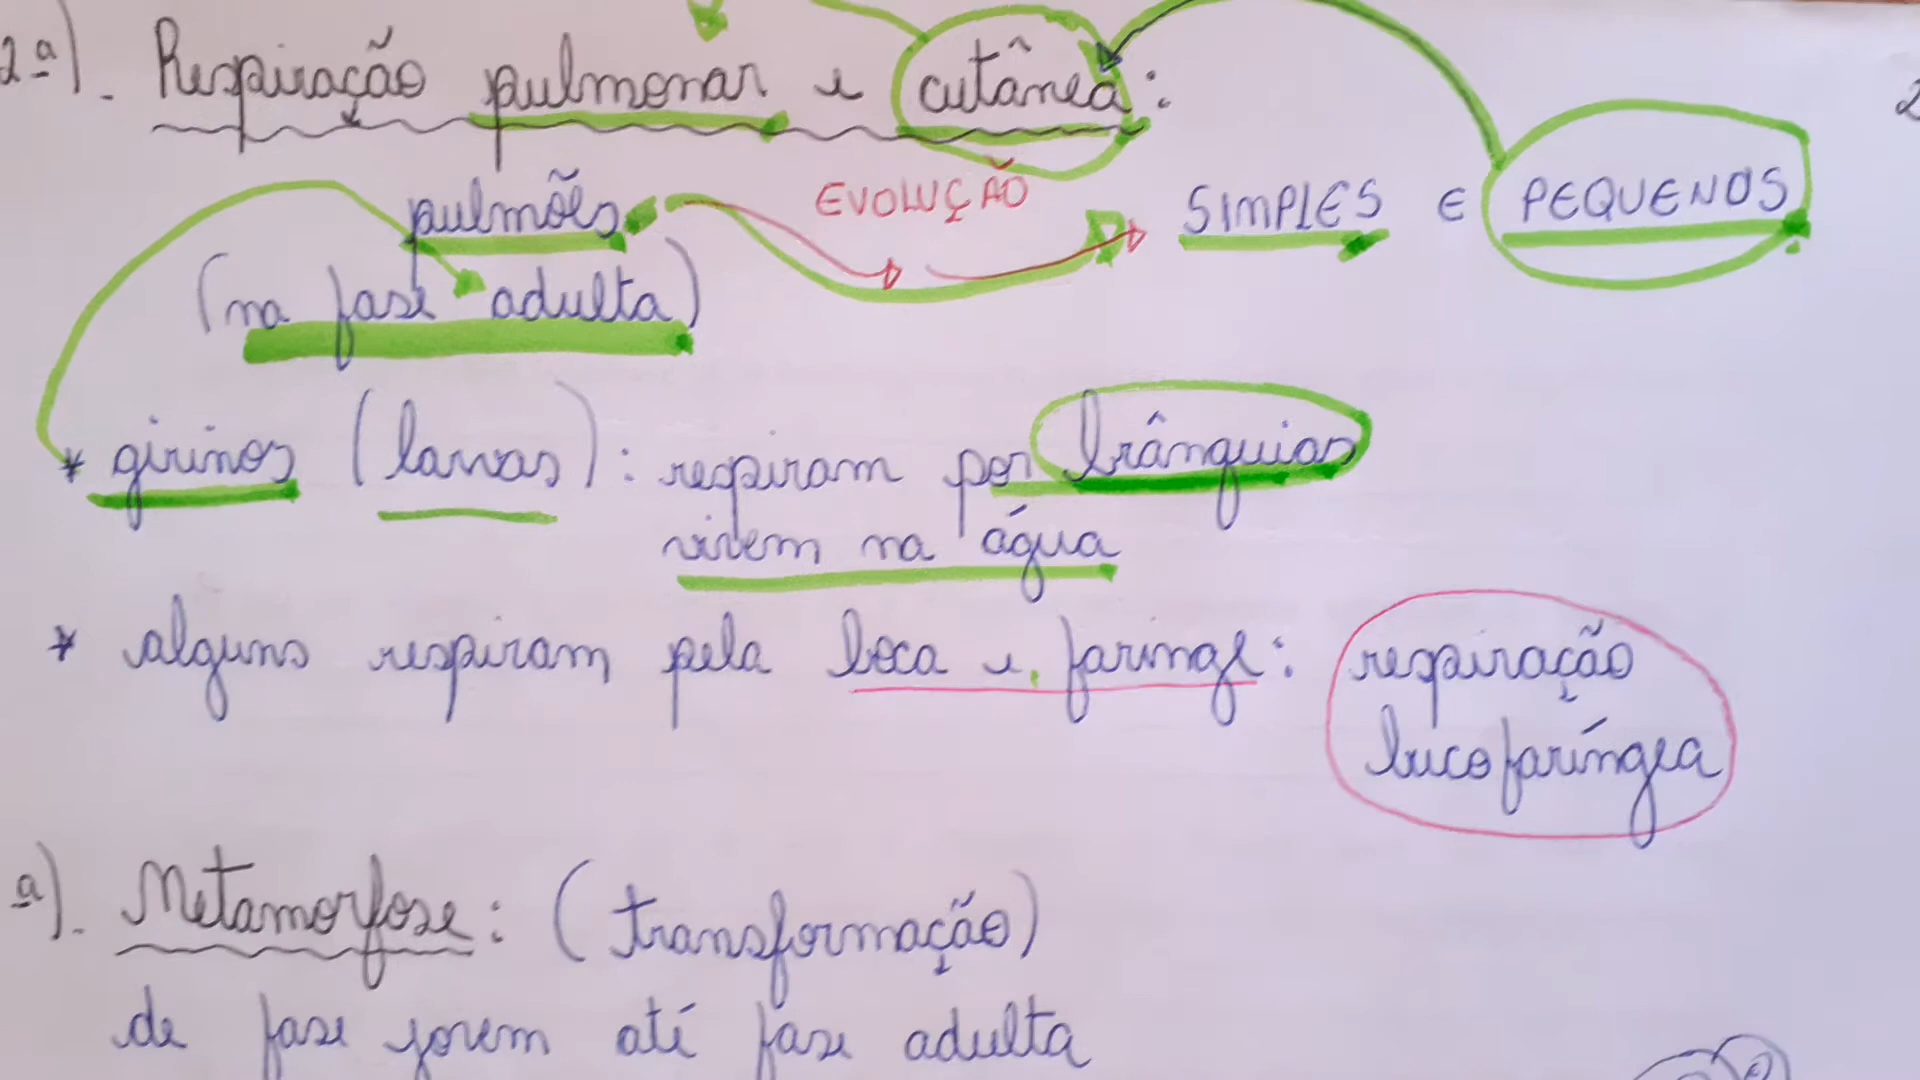 2ª). Respiração pulmonar e cutânea:
pulmões EVOLUÇÃO SIMPLES E PEQUENOS
(na fase adulta)
* girinos (larvas): respiram por brânquias
vivem na água
* alguns respiram pela boca e faringe: respiração
bucofaríngea
ª). Metamorfose: (transformação)
de fase jovem até fase adulta